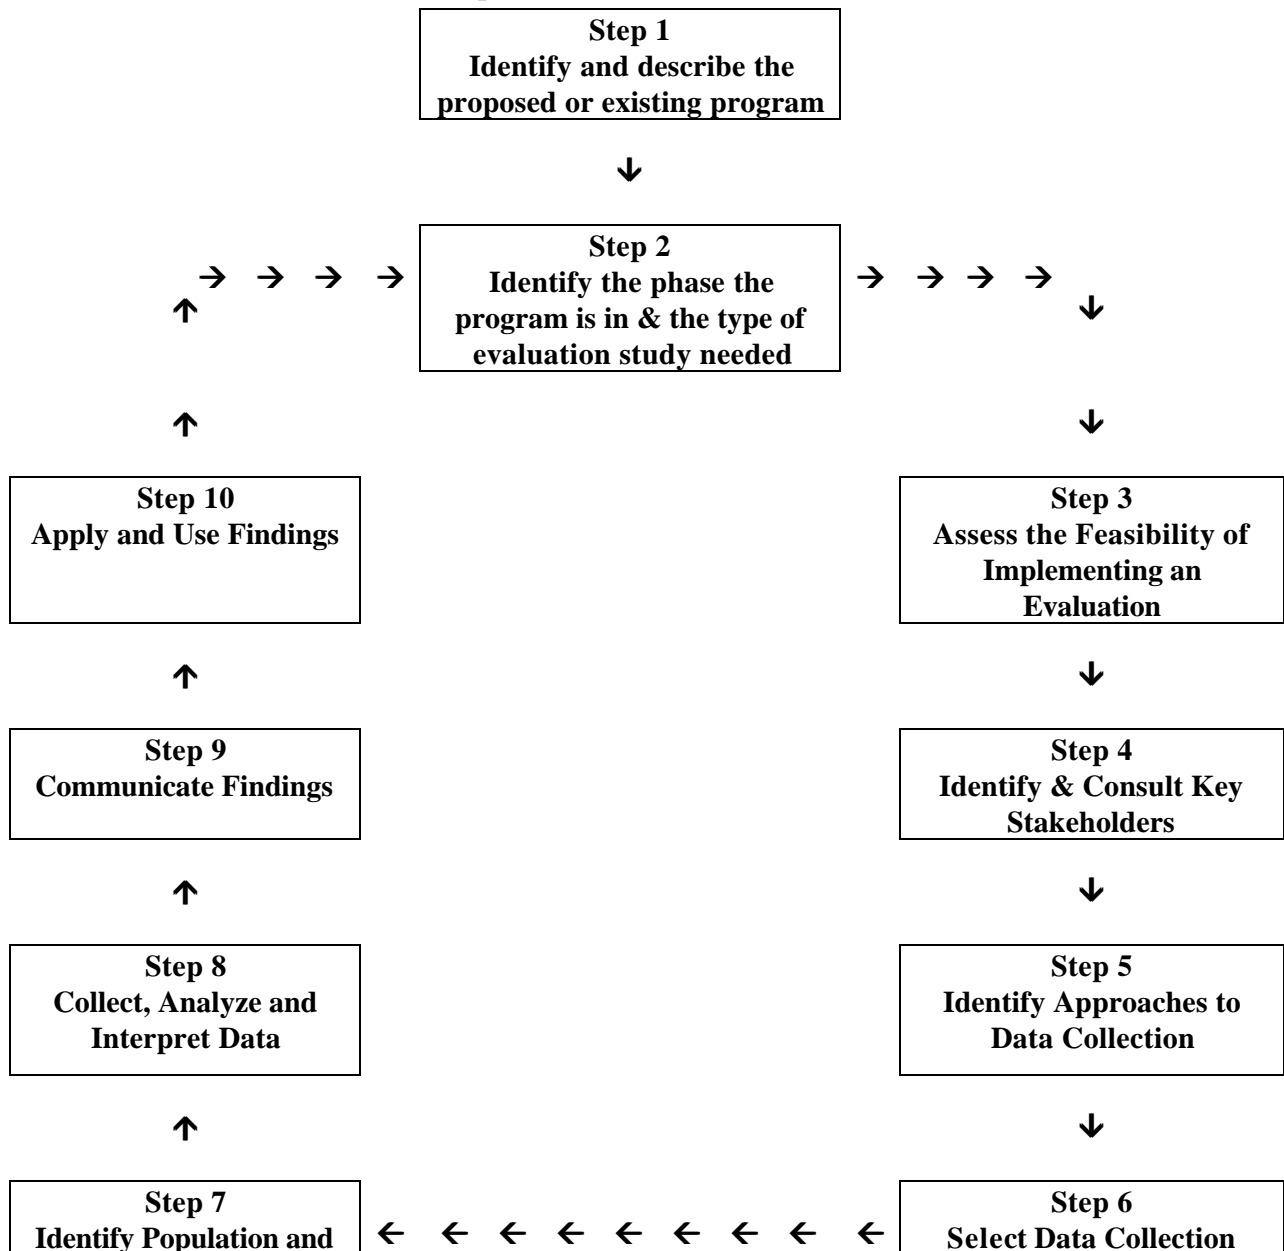 Step 1
Identify and describe the
proposed or existing program
Step 2
Identify the phase the
program is in & the type of
evaluation study needed
Step 10
Apply and Use Findings
Step 3
Assess the Feasibility of
Implementing an
Evaluation
Step 9
Communicate Findings
Step 4
Identify & Consult Key
Stakeholders
Step 8
Collect, Analyze and
Interpret Data
Step 5
Identify Approaches to
Data Collection
Step 7
Identify Population and
Step 6
Select Data Collection